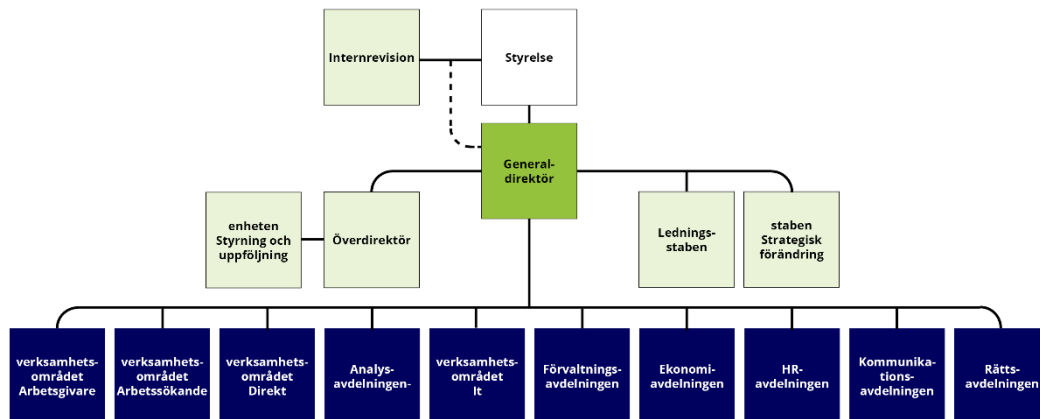 Internrevision
Styrelse
General-
direktör
enheten
Styrning och
uppföljning
Överdirektör
Lednings-
staben
staben
Strategisk
förändring
verksamhets-
området
Arbetsgivare
verksamhets-
området
Arbetssökande
verksamhets-
området
Direkt
Analys-
avdelningen-
verksamhets-
området
It
Förvaltnings-
avdelningen
Ekonomi-
avdelningen
HR-
avdelningen
Kommunika-
tions-
avdelningen
Rätts-
avdelningen